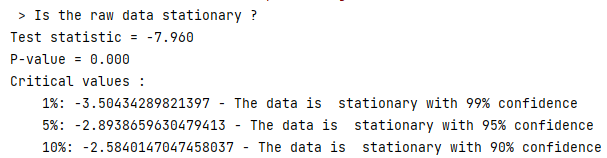 > Is the raw data stationary ?
Test statistic = -7.960
P-value = 0.000
Critical values :
1%: -3.50434289821397 - The data is  stationary with 99% confidence
5%: -2.8938659630479413 - The data is  stationary with 95% confidence
10%: -2.5840147047458037 - The data is  stationary with 90% confidence